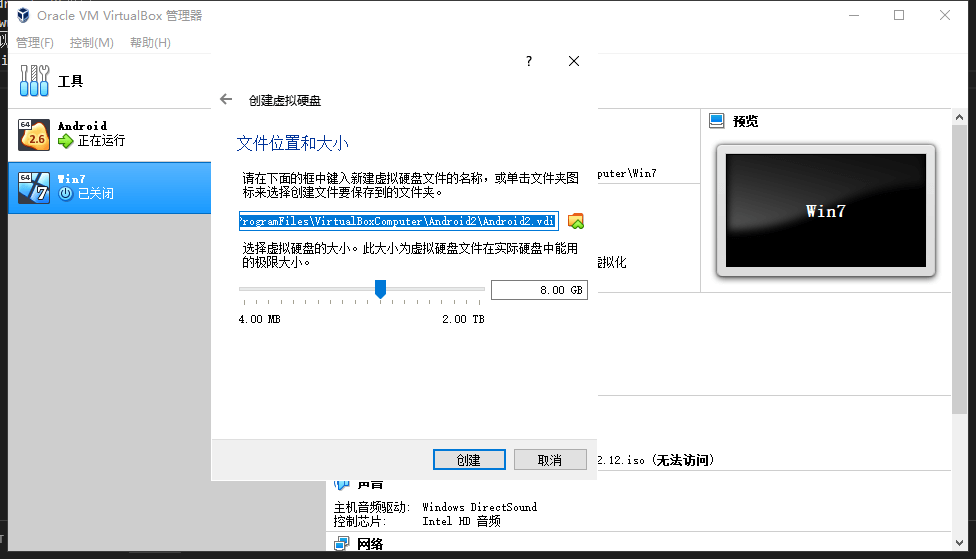 Oracle VM VirtualBox 管理器
管理(F) 控制(M) 帮助(H)
工具
64
2.6
Android
正在运行
64
7
Win7
已关闭
?
创建虚拟硬盘
文件位置和大小
请在下面的框中键入新建虚拟硬盘文件的名称，或单击文件夹图
标来选择创建文件要保存到的文件夹。
ProgramFiles\VirtualBoxComputer\Android2\Android2.vdi
选择虚拟硬盘的大小。此大小为虚拟硬盘文件在实际硬盘中能用
的极限大小。
8.00 GB
4.00 MB 2.00 TB
创建 取消
puter\Win7
虚拟化
预览
Win7
2.12.iso (无法访问)
声音
主机音频驱动: Windows DirectSound
控制芯片: Intel HD 音频
网络